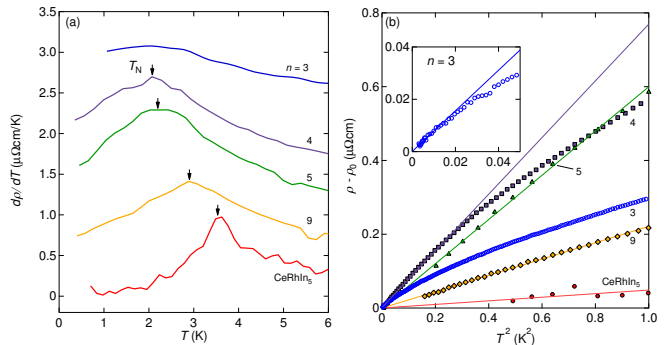 (a)
3.5
3.0
2.5
2.0
1.5
1.0
0.5
0
dρ/dT (μΩcm/K)
0 1 2 3 4 5 6
T (K)
T_N
n = 3
4
5
9
CeRhIn₅
(b)
0.8
0.6
0.4
0.2
0
ρ - ρ₀ (μΩcm)
0 0.2 0.4 0.6 0.8 1.0
T² (K²)
n = 3
0.04
0.02
0
0 0.02 0.04
4
5
3
9
CeRhIn₅